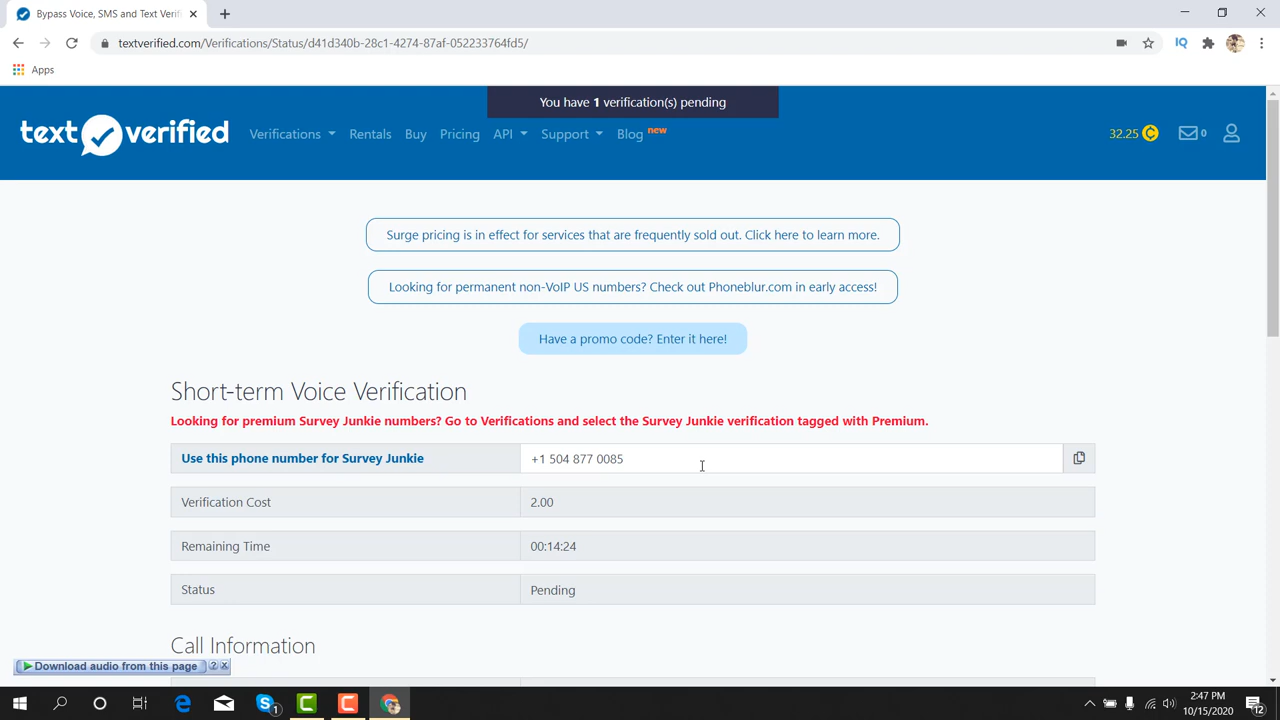 Bypass Voice, SMS and Text Verif
textverified.com/Verifications/Status/d41d340b-28c1-4274-87af-052233764fd5/
IQ
Apps
You have 1 verification(s) pending
text verified
Verifications
Rentals
Buy
Pricing
API
Support
Blog new
32.25
0
Surge pricing is in effect for services that are frequently sold out. Click here to learn more.
Looking for permanent non-VoIP US numbers? Check out Phoneblur.com in early access!
Have a promo code? Enter it here!
Short-term Voice Verification
Looking for premium Survey Junkie numbers? Go to Verifications and select the Survey Junkie verification tagged with Premium.
Use this phone number for Survey Junkie
+1 504 877 0085
Verification Cost
2.00
Remaining Time
00:14:24
Status
Pending
Call Information
Download audio from this page ? x
2:47 PM
10/15/2020